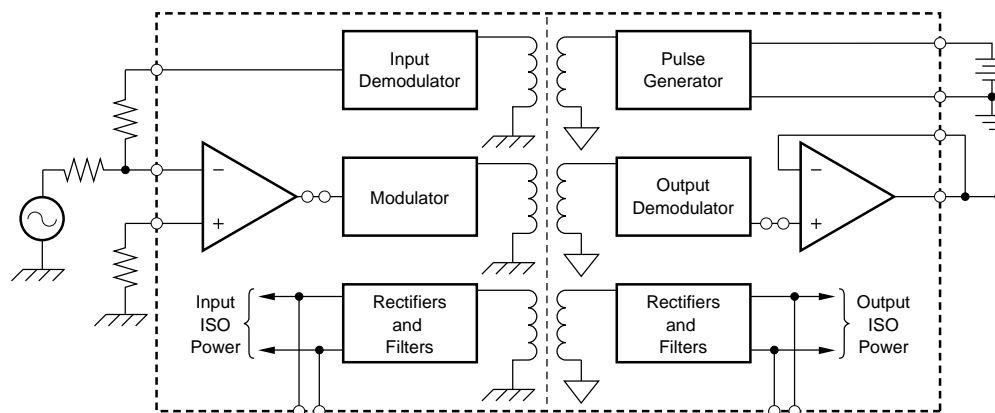 Input
Demodulator
Pulse
Generator
−
+
Modulator
Output
Demodulator
−
+
Input
ISO
Power
Rectifiers
and
Filters
Rectifiers
and
Filters
Output
ISO
Power